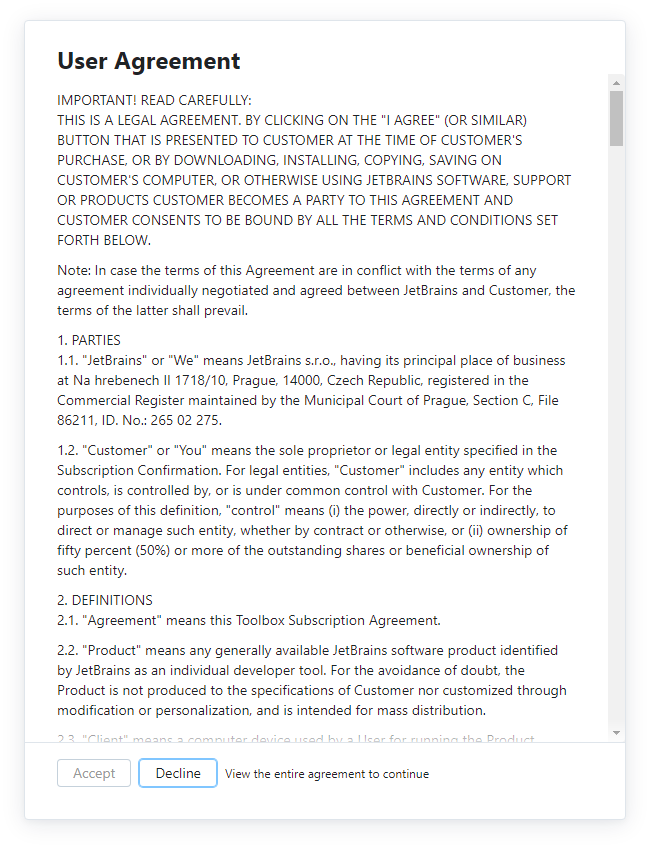 User Agreement
IMPORTANT! READ CAREFULLY:
THIS IS A LEGAL AGREEMENT. BY CLICKING ON THE "I AGREE" (OR SIMILAR)
BUTTON THAT IS PRESENTED TO CUSTOMER AT THE TIME OF CUSTOMER'S
PURCHASE, OR BY DOWNLOADING, INSTALLING, COPYING, SAVING ON
CUSTOMER'S COMPUTER, OR OTHERWISE USING JETBRAINS SOFTWARE, SUPPORT
OR PRODUCTS CUSTOMER BECOMES A PARTY TO THIS AGREEMENT AND
CUSTOMER CONSENTS TO BE BOUND BY ALL THE TERMS AND CONDITIONS SET
FORTH BELOW.
Note: In case the terms of this Agreement are in conflict with the terms of any
agreement individually negotiated and agreed between JetBrains and Customer, the
terms of the latter shall prevail.
1. PARTIES
1.1. "JetBrains" or "We" means JetBrains s.r.o., having its principal place of business
at Na hrebenech II 1718/10, Prague, 14000, Czech Republic, registered in the
Commercial Register maintained by the Municipal Court of Prague, Section C, File
86211, ID. No.: 265 02 275.
1.2. "Customer" or "You" means the sole proprietor or legal entity specified in the
Subscription Confirmation. For legal entities, "Customer" includes any entity which
controls, is controlled by, or is under common control with Customer. For the
purposes of this definition, "control" means (i) the power, directly or indirectly, to
direct or manage such entity, whether by contract or otherwise, or (ii) ownership of
fifty percent (50%) or more of the outstanding shares or beneficial ownership of
such entity.
2. DEFINITIONS
2.1. "Agreement" means this Toolbox Subscription Agreement.
2.2. "Product" means any generally available JetBrains software product identified
by JetBrains as an individual developer tool. For the avoidance of doubt, the
Product is not produced to the specifications of Customer nor customized through
modification or personalization, and is intended for mass distribution.
2.3. "Client" means a computer device used by a User for running the Product.
Accept Decline View the entire agreement to continue